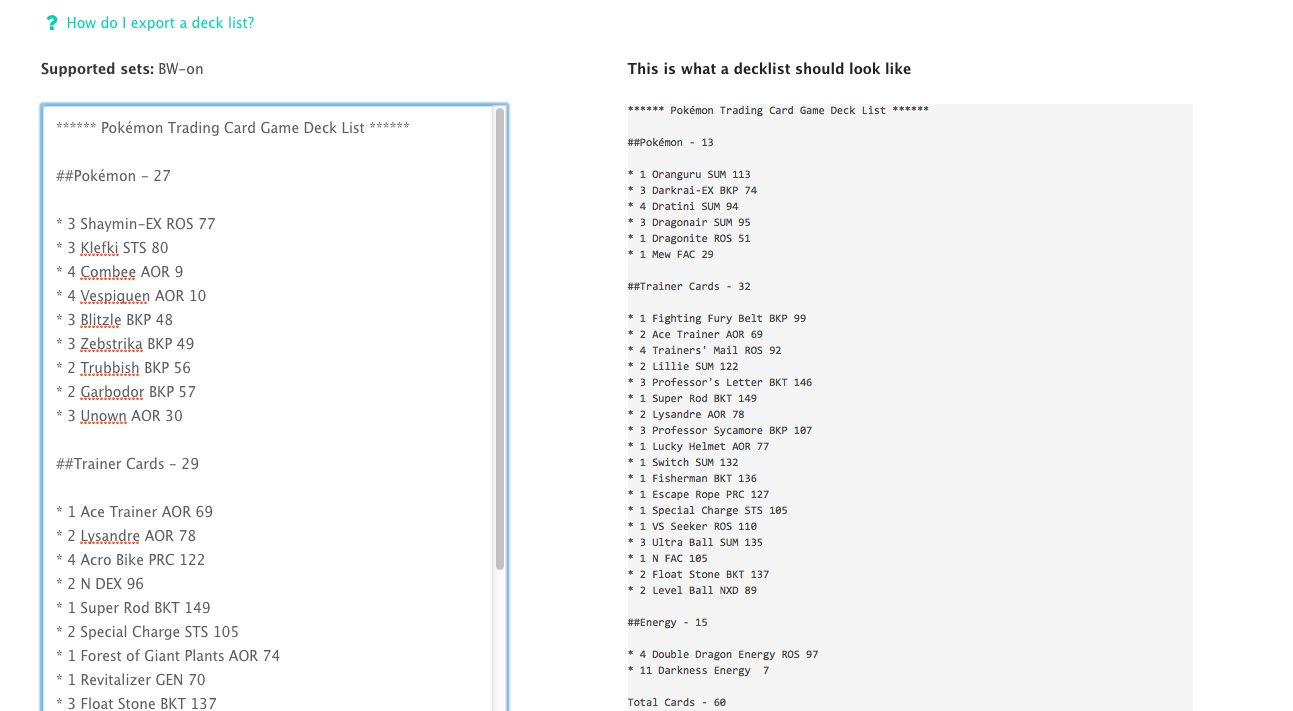 ? How do I export a deck list?
Supported sets: BW-on
****** Pokémon Trading Card Game Deck List ******
##Pokémon - 27
* 3 Shaymin-EX ROS 77
* 3 Klefki STS 80
* 4 Combee AOR 9
* 4 Vespiquen AOR 10
* 3 Blitzle BKP 48
* 3 Zebstrika BKP 49
* 2 Trubbish BKP 56
* 2 Garbodor BKP 57
* 3 Unown AOR 30
##Trainer Cards - 29
* 1 Ace Trainer AOR 69
* 2 Lysandre AOR 78
* 4 Acro Bike PRC 122
* 2 N DEX 96
* 1 Super Rod BKT 149
* 2 Special Charge STS 105
* 1 Forest of Giant Plants AOR 74
* 1 Revitalizer GEN 70
* 3 Float Stone BKT 137
This is what a decklist should look like
****** Pokémon Trading Card Game Deck List ******
##Pokémon - 13
* 1 Oranguru SUM 113
* 3 Darkrai-EX BKP 74
* 4 Dratini SUM 94
* 3 Dragonair SUM 95
* 1 Dragonite ROS 51
* 1 Mew FAC 29
##Trainer Cards - 32
* 1 Fighting Fury Belt BKP 99
* 2 Ace Trainer AOR 69
* 4 Trainers' Mail ROS 92
* 2 Lillie SUM 122
* 3 Professor's Letter BKT 146
* 1 Super Rod BKT 149
* 2 Lysandre AOR 78
* 3 Professor Sycamore BKP 107
* 1 Lucky Helmet AOR 77
* 1 Switch SUM 132
* 1 Fisherman BKT 136
* 1 Escape Rope PRC 127
* 1 Special Charge STS 105
* 1 VS Seeker ROS 110
* 3 Ultra Ball SUM 135
* 1 N FAC 105
* 2 Float Stone BKT 137
* 2 Level Ball NXD 89
##Energy - 15
* 4 Double Dragon Energy ROS 97
* 11 Darkness Energy  7
Total Cards - 60